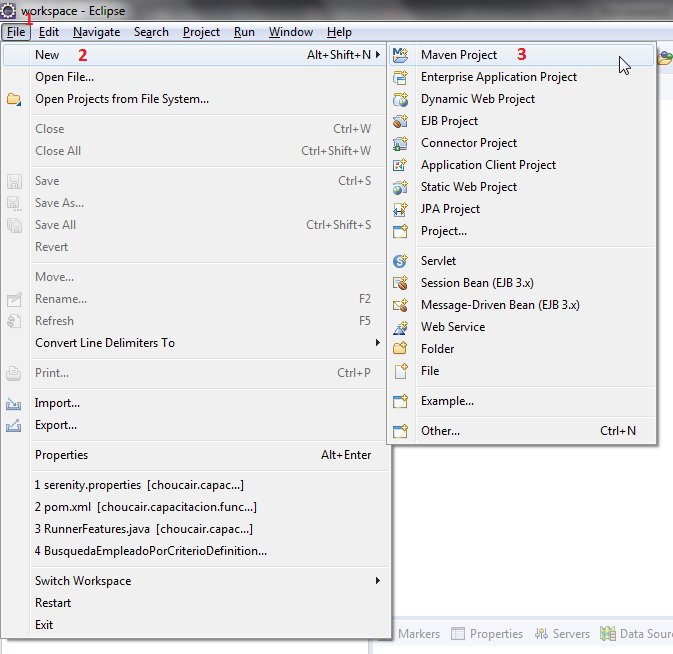 workspace - Eclipse
1
File Edit Navigate Search Project Run Window Help
New 2 Alt+Shift+N
Open File...
Open Projects from File System...
Close Ctrl+W
Close All Ctrl+Shift+W
Save Ctrl+S
Save As...
Save All Ctrl+Shift+S
Revert
Move...
Rename... F2
Refresh F5
Convert Line Delimiters To
Print... Ctrl+P
Import...
Export...
Properties Alt+Enter
1 serenity.properties [choucair.capac...]
2 pom.xml [choucair.capacitacion.func...]
3 RunnerFeatures.java [choucair.capac...]
4 BusquedaEmpleadoPorCriterioDefinition...
Switch Workspace
Restart
Exit
Maven Project 3
Enterprise Application Project
Dynamic Web Project
EJB Project
Connector Project
Application Client Project
Static Web Project
JPA Project
Project...
Servlet
Session Bean (EJB 3.x)
Message-Driven Bean (EJB 3.x)
Web Service
Folder
File
Example...
Other... Ctrl+N
Markers Properties Servers Data Sour